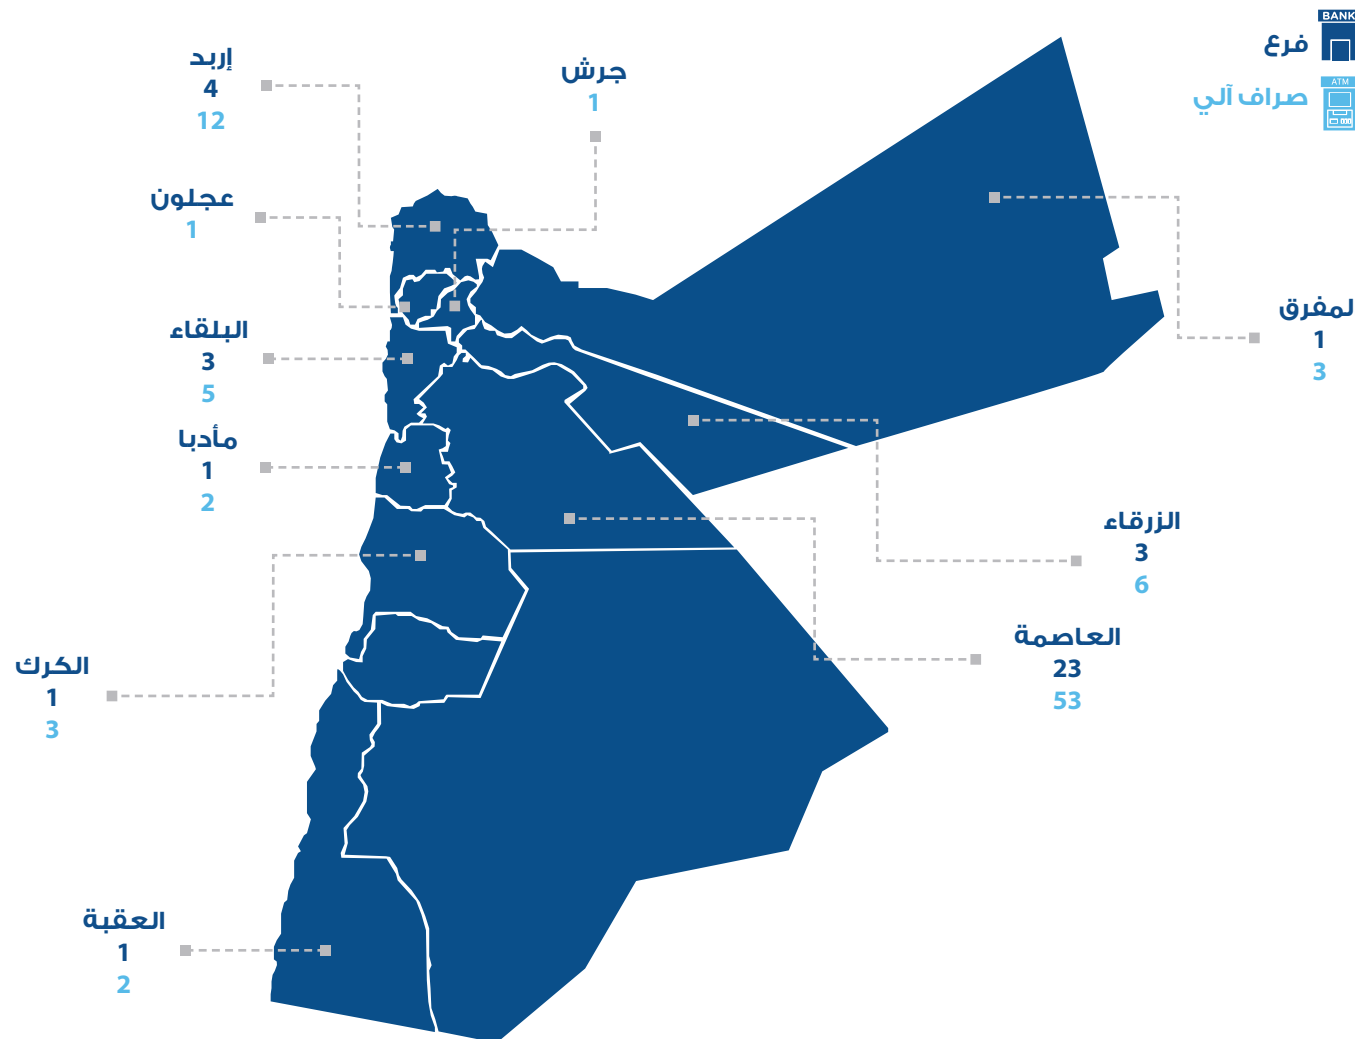 BANK
فرع
ATM
صراف آلي
إربد
4
12
جرش
1
عجلون
1
البلقاء
3
5
مأدبا
1
2
لمفرق
1
3
الزرقاء
3
6
العاصمة
23
53
الكرك
1
3
العقبة
1
2